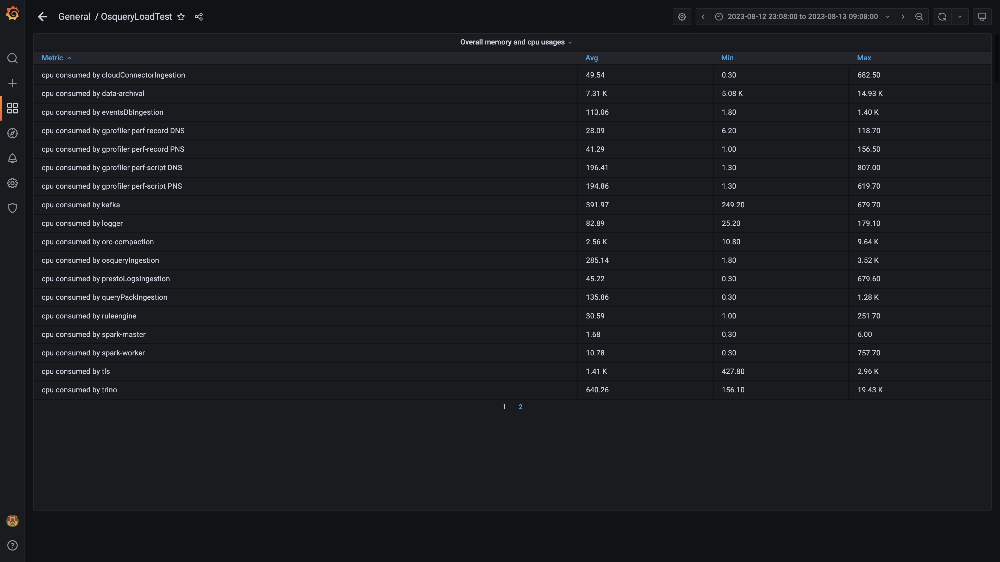 General / OsqueryLoadTest
2023-08-12 23:08:00 to 2023-08-13 09:08:00
Overall memory and cpu usages
Metric Avg Min Max
cpu consumed by cloudConnectorIngestion 49.54 0.30 682.50
cpu consumed by data-archival 7.31 K 5.08 K 14.93 K
cpu consumed by eventsDbIngestion 113.06 1.80 1.40 K
cpu consumed by gprofiler perf-record DNS 28.09 6.20 118.70
cpu consumed by gprofiler perf-record PNS 41.29 1.00 156.50
cpu consumed by gprofiler perf-script DNS 196.41 1.30 807.00
cpu consumed by gprofiler perf-script PNS 194.86 1.30 619.70
cpu consumed by kafka 391.97 249.20 679.70
cpu consumed by logger 82.89 25.20 179.10
cpu consumed by orc-compaction 2.56 K 10.80 9.64 K
cpu consumed by osqueryIngestion 285.14 1.80 3.52 K
cpu consumed by prestoLogsIngestion 45.22 0.30 679.60
cpu consumed by queryPackIngestion 135.86 0.30 1.28 K
cpu consumed by ruleengine 30.59 1.00 251.70
cpu consumed by spark-master 1.68 0.30 6.00
cpu consumed by spark-worker 10.78 0.30 757.70
cpu consumed by tls 1.41 K 427.80 2.96 K
cpu consumed by trino 640.26 156.10 19.43 K
1 2